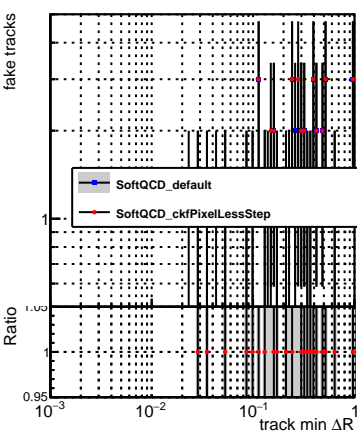 fake tracks
SoftQCD_default
SoftQCD_ckfPixelLessStep
1
1.05
Ratio
1
0.95
10⁻³ 10⁻² 10⁻¹ 1
track min ΔR